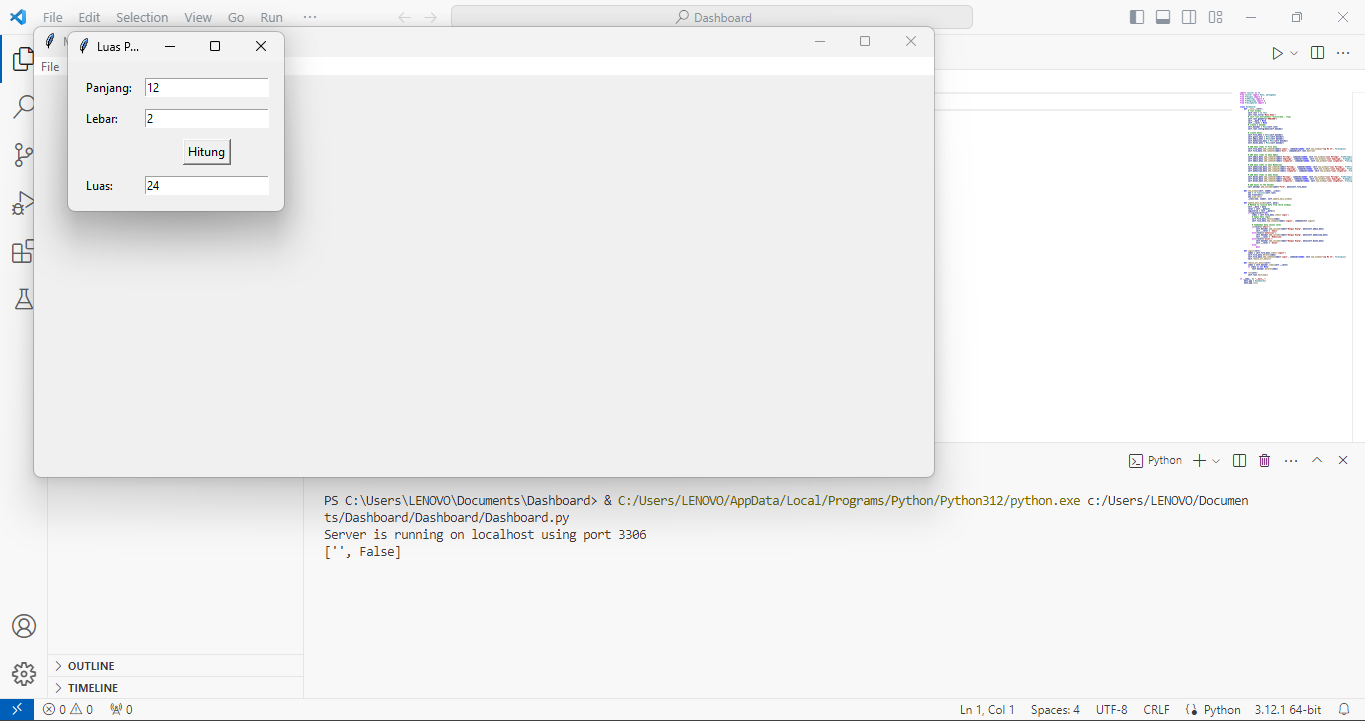 File Edit Selection View Go Run ···
Dashboard
Luas P...
File
Panjang: 12
Lebar: 2
Hitung
Luas: 24
Python
PS C:\Users\LENOVO\Documents\Dashboard> & C:/Users/LENOVO/AppData/Local/Programs/Python/Python312/python.exe c:/Users/LENOVO/Documen
ts/Dashboard/Dashboard/Dashboard.py
Server is running on localhost using port 3306
['', False]
OUTLINE
TIMELINE
0 0 0 Ln 1, Col 1 Spaces: 4 UTF-8 CRLF Python 3.12.1 64-bit